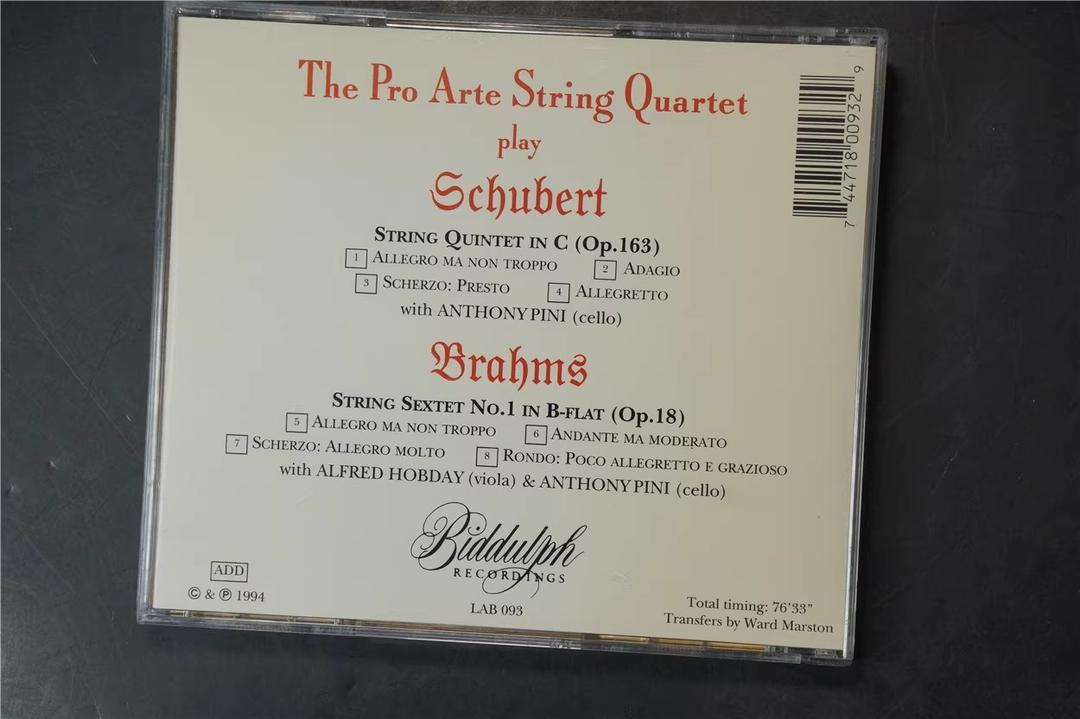 The Pro Arte String Quartet
play
Schubert
STRING QUINTET IN C (Op.163)
1 ALLEGRO MA NON TROPPO 2 ADAGIO
3 SCHERZO: PRESTO 4 ALLEGRETTO
with ANTHONY PINI (cello)
Brahms
STRING SEXTET NO.1 IN B-FLAT (Op.18)
5 ALLEGRO MA NON TROPPO 6 ANDANTE MA MODERATO
7 SCHERZO: ALLEGRO MOLTO 8 RONDO: POCO ALLEGRETTO E GRAZIOSO
with ALFRED HOBDAY (viola) & ANTHONY PINI (cello)
Biddulph
RECORDINGS
LAB 093
ADD
© & ℗ 1994
Total timing: 76'33"
Transfers by Ward Marston
7 44718 00932 9